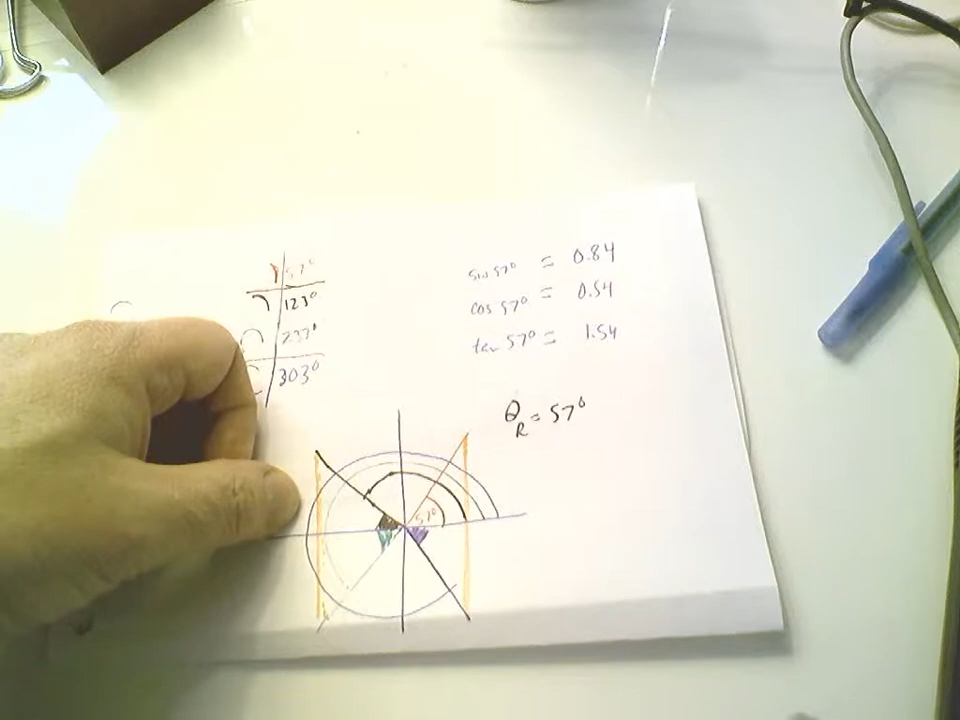 57°
123°
237°
303°
sin 57° = 0.84
cos 57° = 0.54
tan 57° = 1.54
θR = 57°
57°